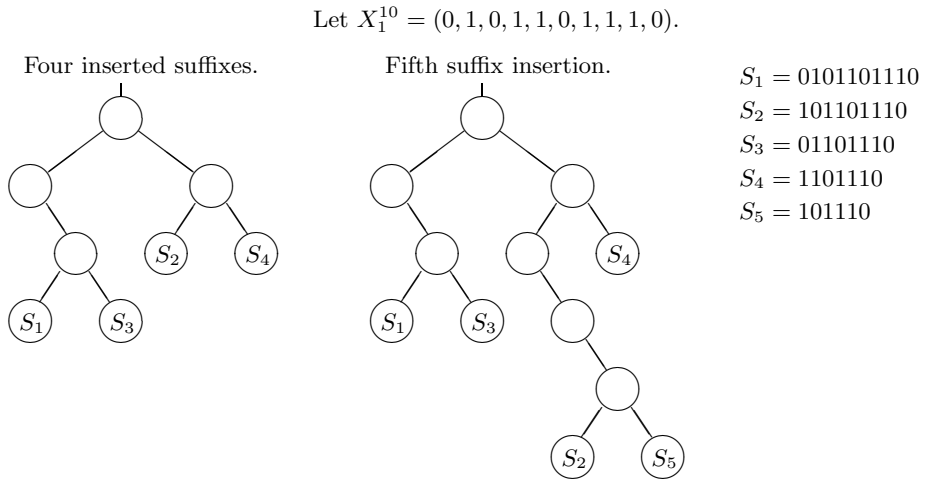 Let X_1^{10} = (0, 1, 0, 1, 1, 0, 1, 1, 1, 0).
Four inserted suffixes.
S_1
S_3
S_2
S_4
Fifth suffix insertion.
S_1
S_3
S_4
S_2
S_5
S_1 = 0101101110
S_2 = 101101110
S_3 = 01101110
S_4 = 1101110
S_5 = 101110